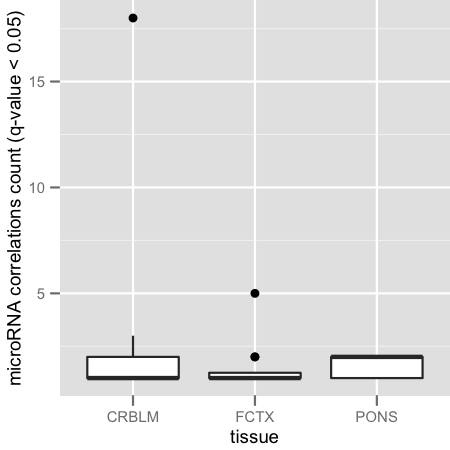 microRNA correlations count (q-value < 0.05)
15
10
5
CRBLM FCTX PONS
tissue